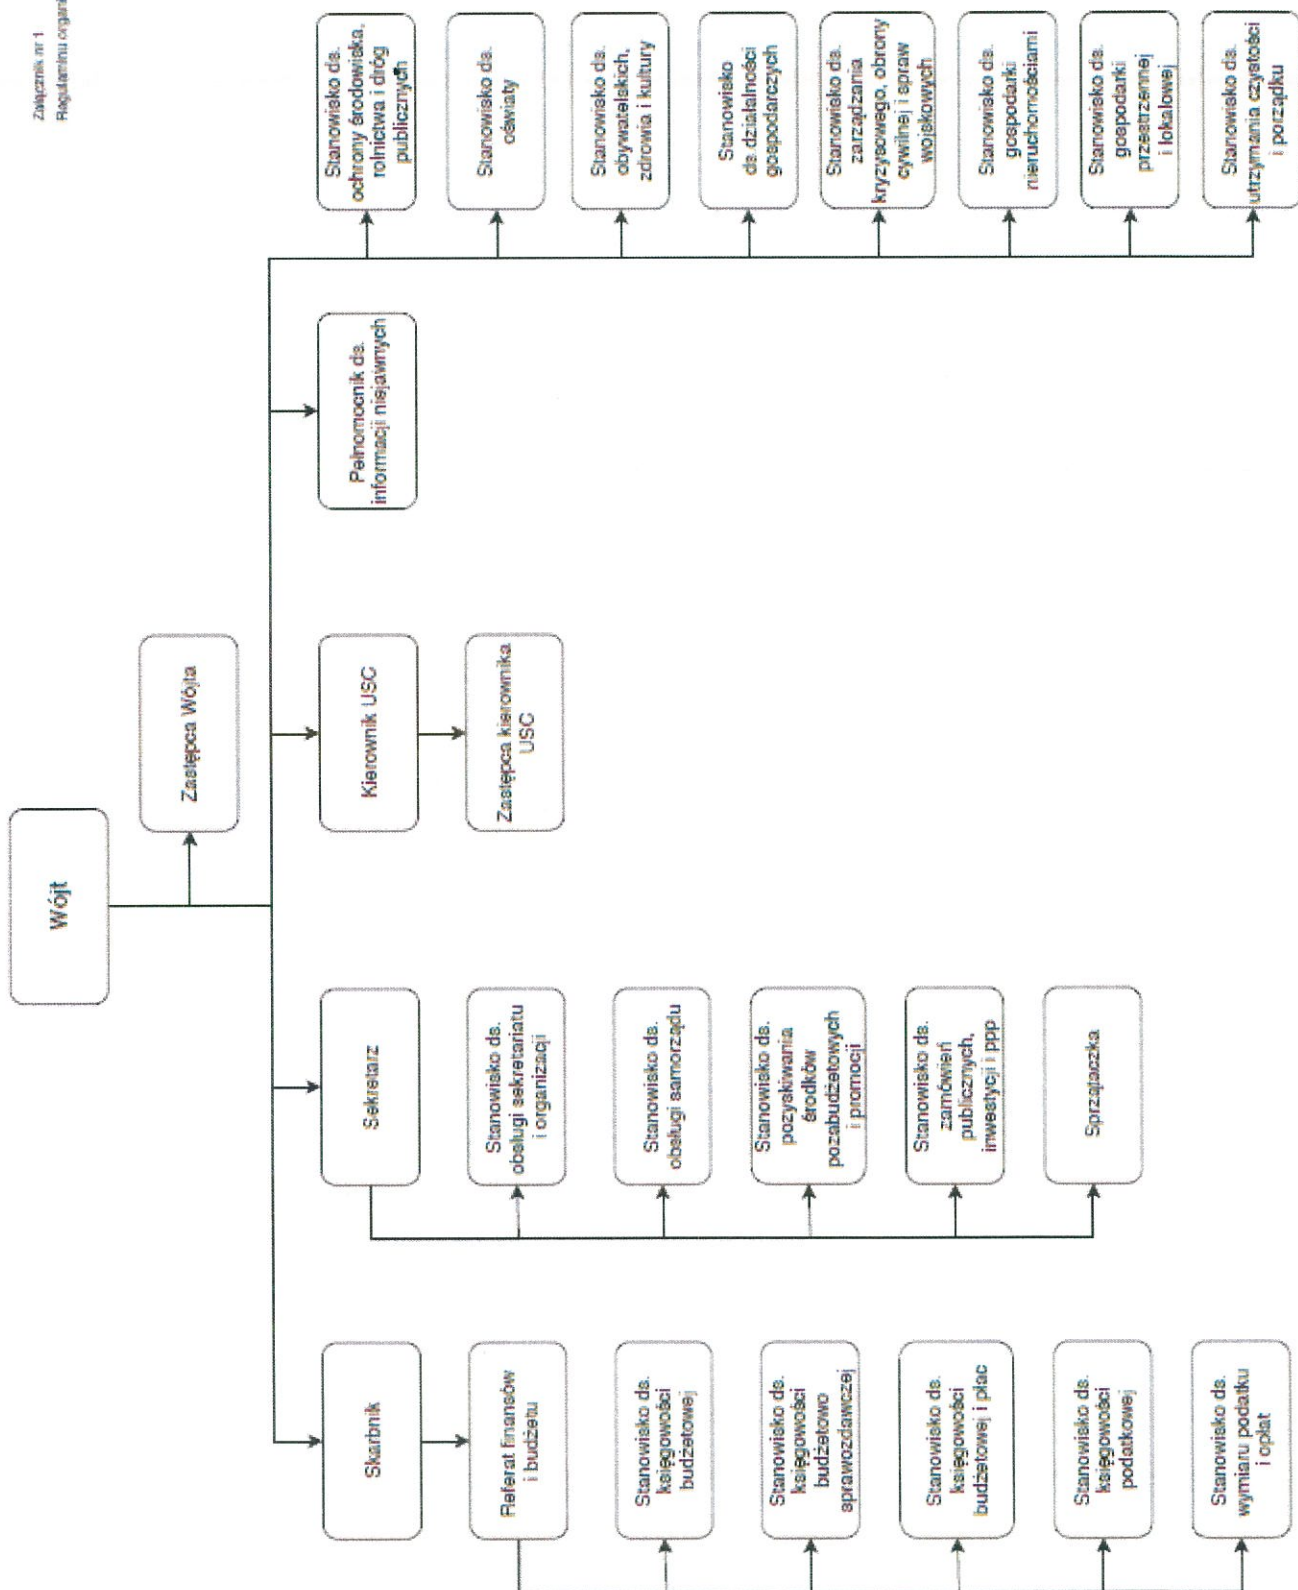 Załącznik nr 1
Regulaminu organi
Wójt
Zastępca Wójta
Skarbnik
Referat finansów
i budżetu
Stanowisko ds.
księgowości
budżetowej
Stanowisko ds.
księgowości
budżetowo
sprawozdawczej
Stanowisko ds.
księgowości
budżetowej i płac
Stanowisko ds.
księgowości
podatkowej
Stanowisko ds.
wymiaru podatku
i opłat
Sekretarz
Stanowisko ds.
obsługi sekretariatu
i organizacji
Stanowisko ds.
obsługi samorządu
Stanowisko ds.
pozyskiwania
środków
pozabudżetowych
i promocji
Stanowisko ds.
zamówień
publicznych,
inwestycji i ppp
Sprzątaczka
Kierownik USC
Zastępca kierownika
USC
Pełnomocnik ds.
informacji niejawnych
Stanowisko ds.
ochrony środowiska,
rolnictwa i dróg
publicznych
Stanowisko ds.
oświaty
Stanowisko ds.
obywatelskich,
zdrowia i kultury
Stanowisko
ds. działalności
gospodarczych
Stanowisko ds.
zarządzania
kryzysowego, obrony
cywilnej i spraw
wojskowych
Stanowisko ds.
gospodarki
nieruchomościami
Stanowisko ds.
gospodarki
przestrzennej
i lokalowej
Stanowisko ds.
utrzymania czystości
i porządku